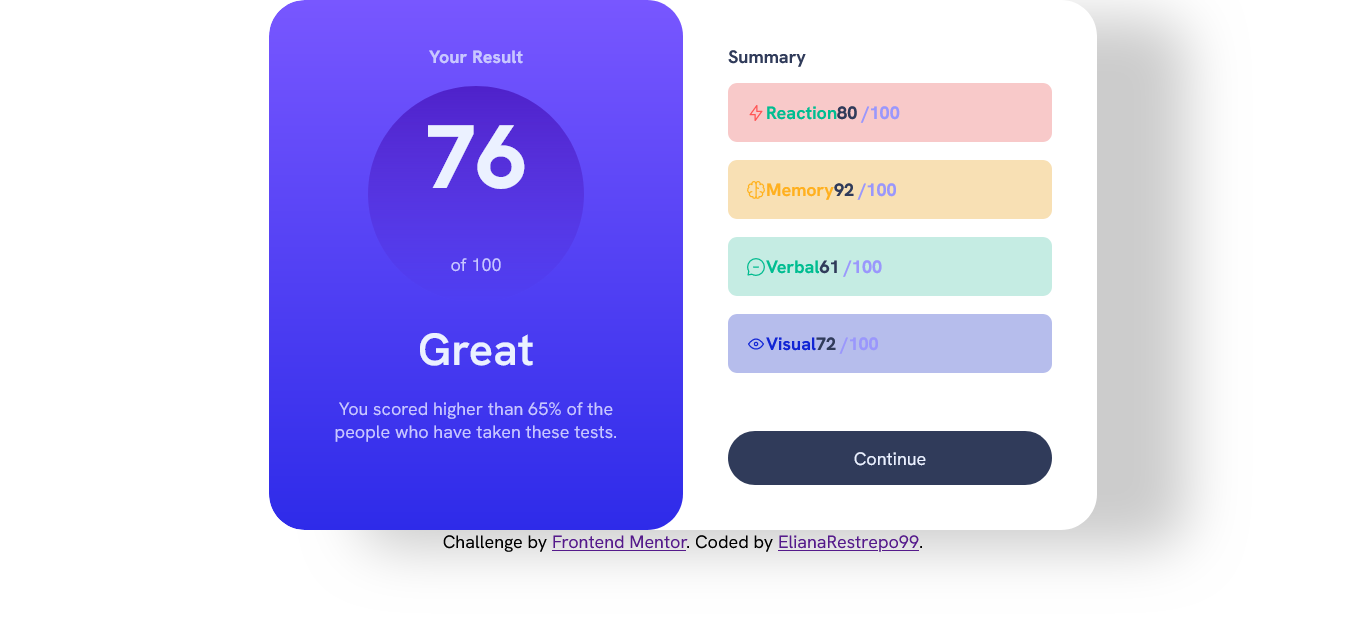 Your Result
76
of 100
Great
You scored higher than 65% of the
people who have taken these tests.
Summary
Reaction80 /100
Memory92 /100
Verbal61 /100
Visual72 /100
Continue
Challenge by Frontend Mentor. Coded by ElianaRestrepo99.